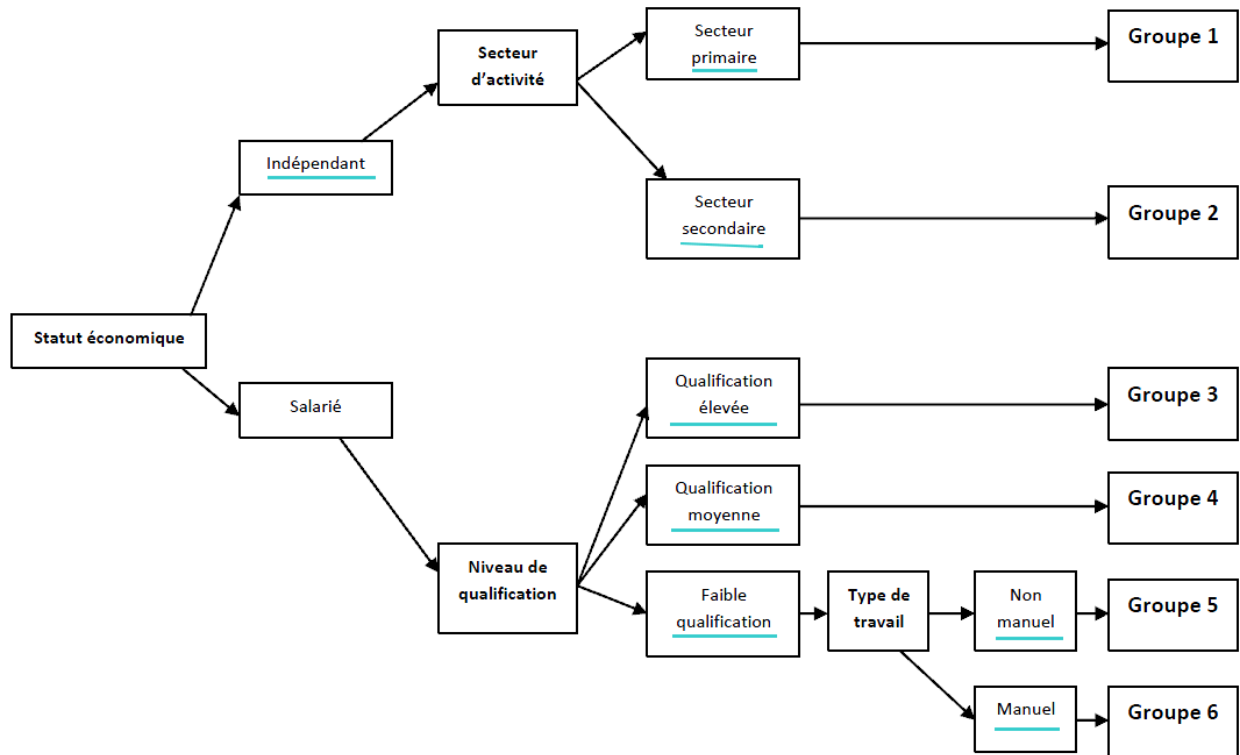 Secteur
d'activité
Secteur
primaire
Groupe 1
Indépendant
Secteur
secondaire
Groupe 2
Statut économique
Salarié
Qualification
élevée
Groupe 3
Qualification
moyenne
Groupe 4
Niveau de
qualification
Faible
qualification
Type de
travail
Non
manuel
Groupe 5
Manuel
Groupe 6